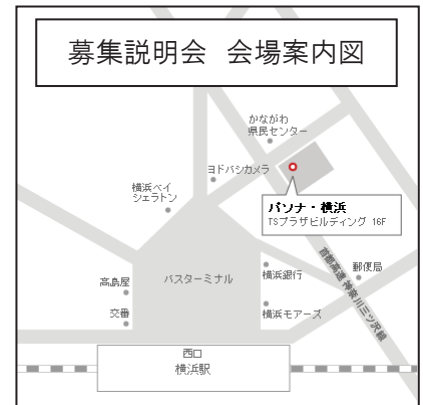 募集説明会 会場案内図
かながわ
県民センター
ヨドバシカメラ
横浜ベイ
シェラトン
パソナ・横浜
TSプラザビルディング 16F
首都高速 神奈川三ツ沢線
高島屋
バスターミナル
横浜銀行
郵便局
交番
横浜モアーズ
西口
横浜駅